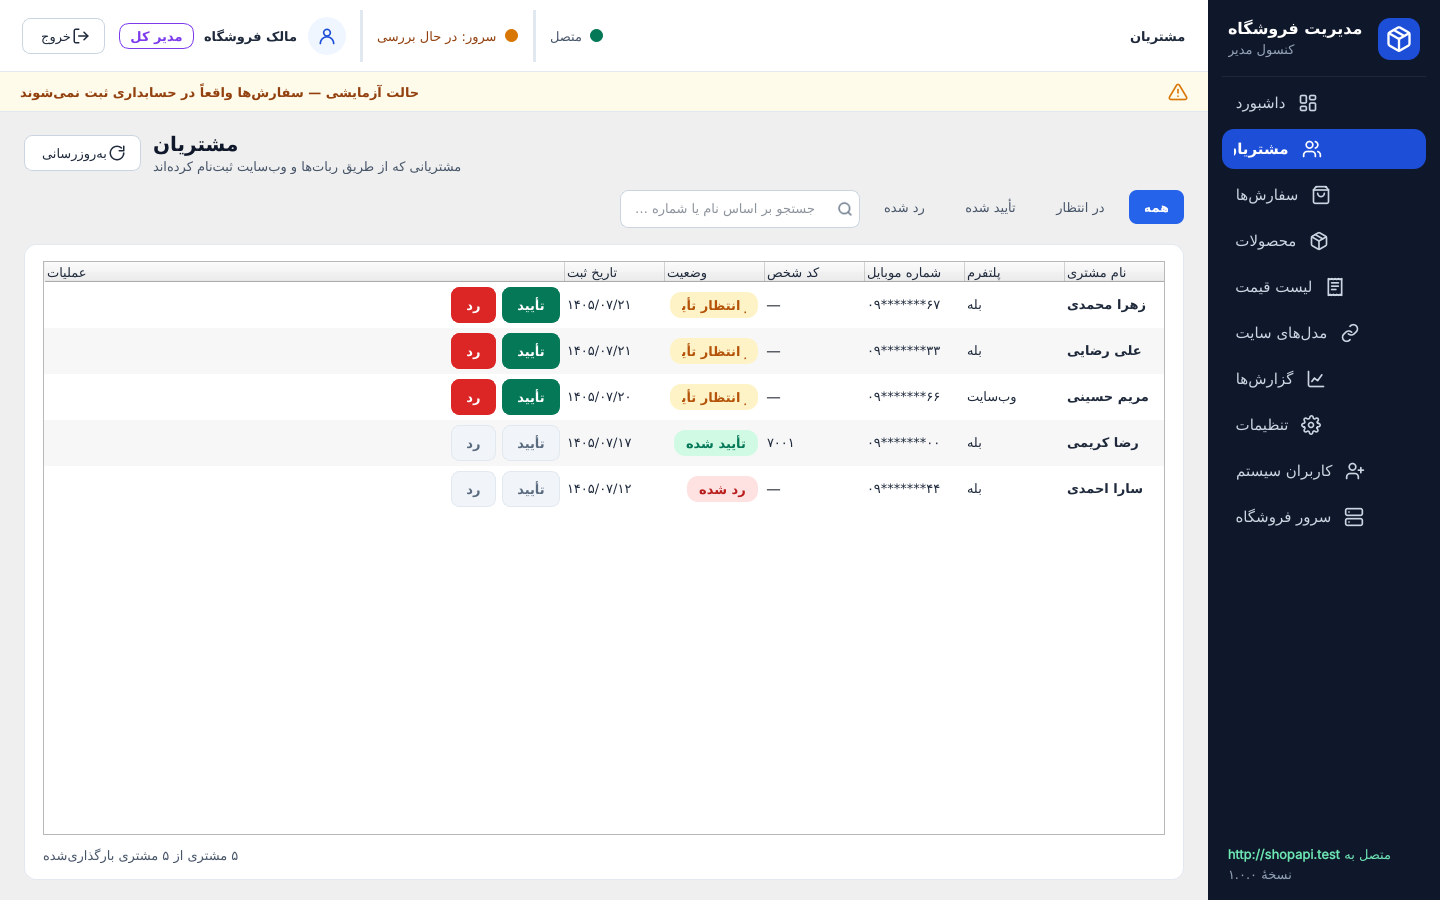 مدیریت فروشگاه
کنسول مدیر
داشبورد
مشتریان
سفارش‌ها
محصولات
لیست قیمت
مدل‌های سایت
گزارش‌ها
تنظیمات
کاربران سیستم
سرور فروشگاه
متصل به http://shopapi.test
نسخهٔ ۱.۰.۰
مشتریان
متصل
سرور: در حال بررسی
مالک فروشگاه
مدیر کل
خروج
حالت آزمایشی — سفارش‌ها واقعاً در حسابداری ثبت نمی‌شوند
مشتریان
مشتریانی که از طریق ربات‌ها و وب‌سایت ثبت‌نام کرده‌اند
به‌روزرسانی
همه
در انتظار
تأیید شده
رد شده
جستجو بر اساس نام یا شماره ...
نام مشتری پلتفرم شماره موبایل کد شخص وضعیت تاریخ ثبت عملیات
زهرا محمدی بله ۰۹*******۶۷ — انتظار تأی ۱۴۰۵/۰۷/۲۱ تأیید رد
علی رضایی بله ۰۹*******۳۳ — انتظار تأی ۱۴۰۵/۰۷/۲۱ تأیید رد
مریم حسینی وب‌سایت ۰۹*******۶۶ — انتظار تأی ۱۴۰۵/۰۷/۲۰ تأیید رد
رضا کریمی بله ۰۹*******۰۰ ۷۰۰۱ تأیید شده ۱۴۰۵/۰۷/۱۷ تأیید رد
سارا احمدی بله ۰۹*******۴۴ — رد شده ۱۴۰۵/۰۷/۱۲ تأیید رد
۵ مشتری از ۵ مشتری بارگذاری‌شده